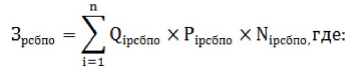 З_рсбпо = ∑_{i=1}^{n} Q_iрсбпо × P_iрсбпо × N_iрсбпо, где: